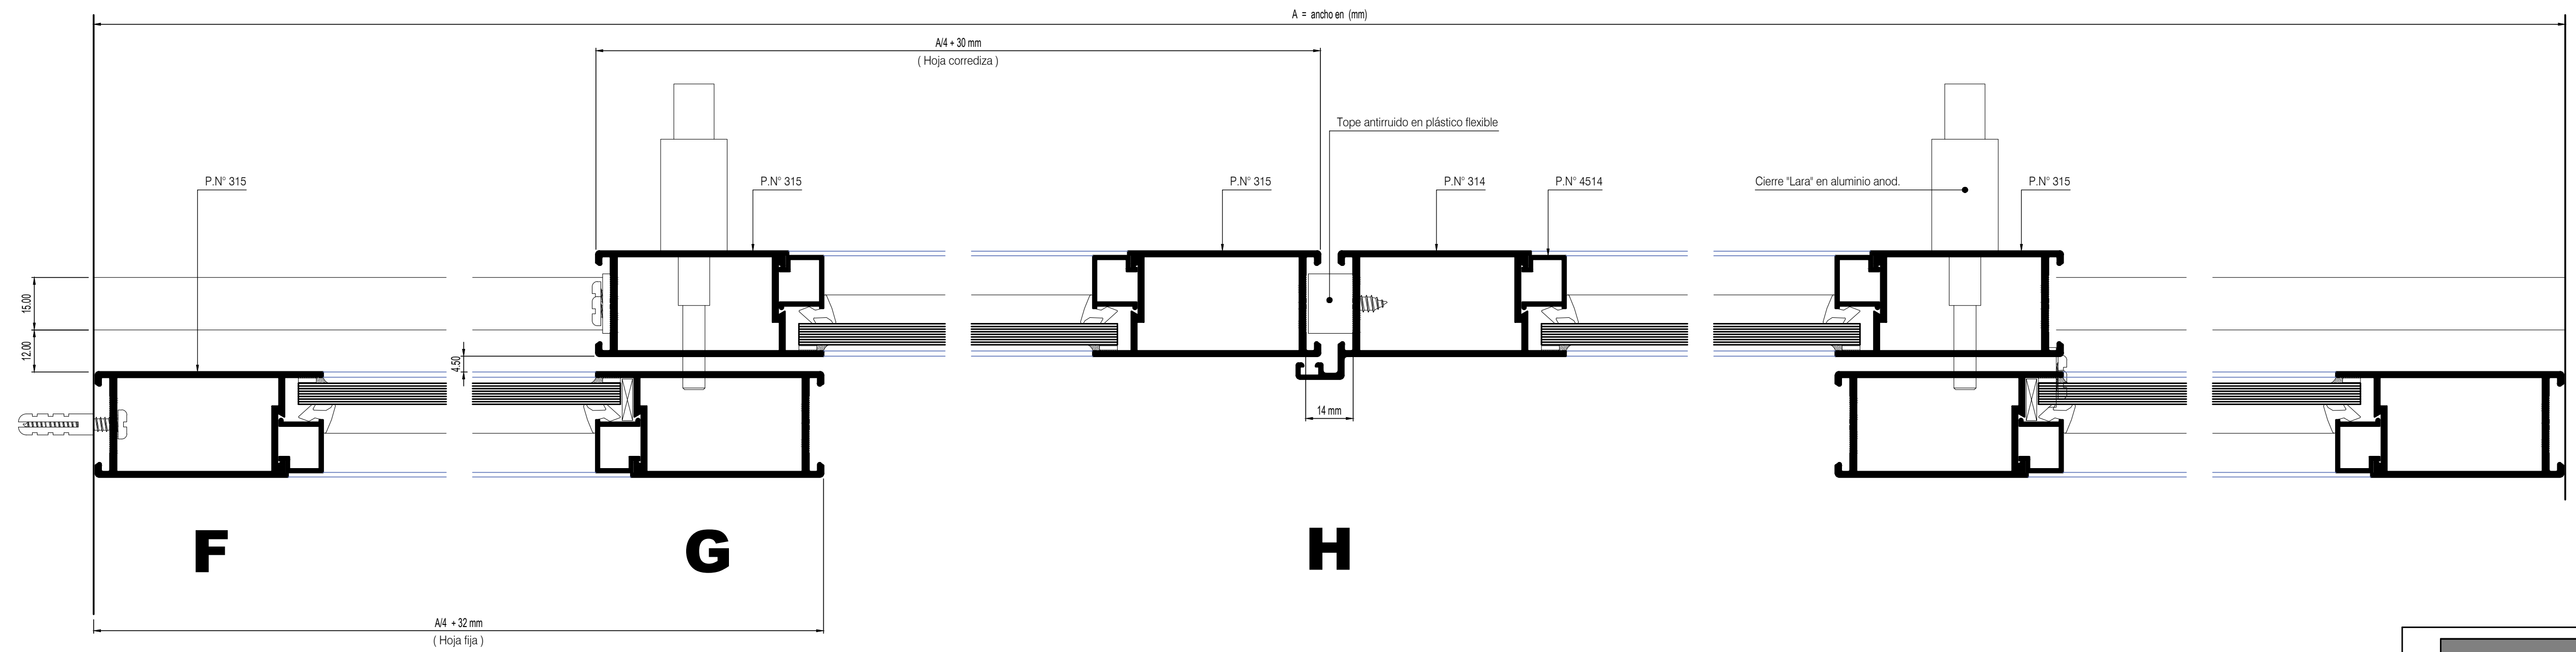 A = ancho en (mm)
A/4 + 30 mm
( Hoja corrediza )
Tope antirruido en plástico flexible
P.N° 315
P.N° 315
P.N° 315
P.N° 314
P.N° 4514
Cierre "Lara" en aluminio anod.
P.N° 315
15.00
12.00
4.50
14 mm
F
G
H
A/4 + 32 mm
( Hoja fija )